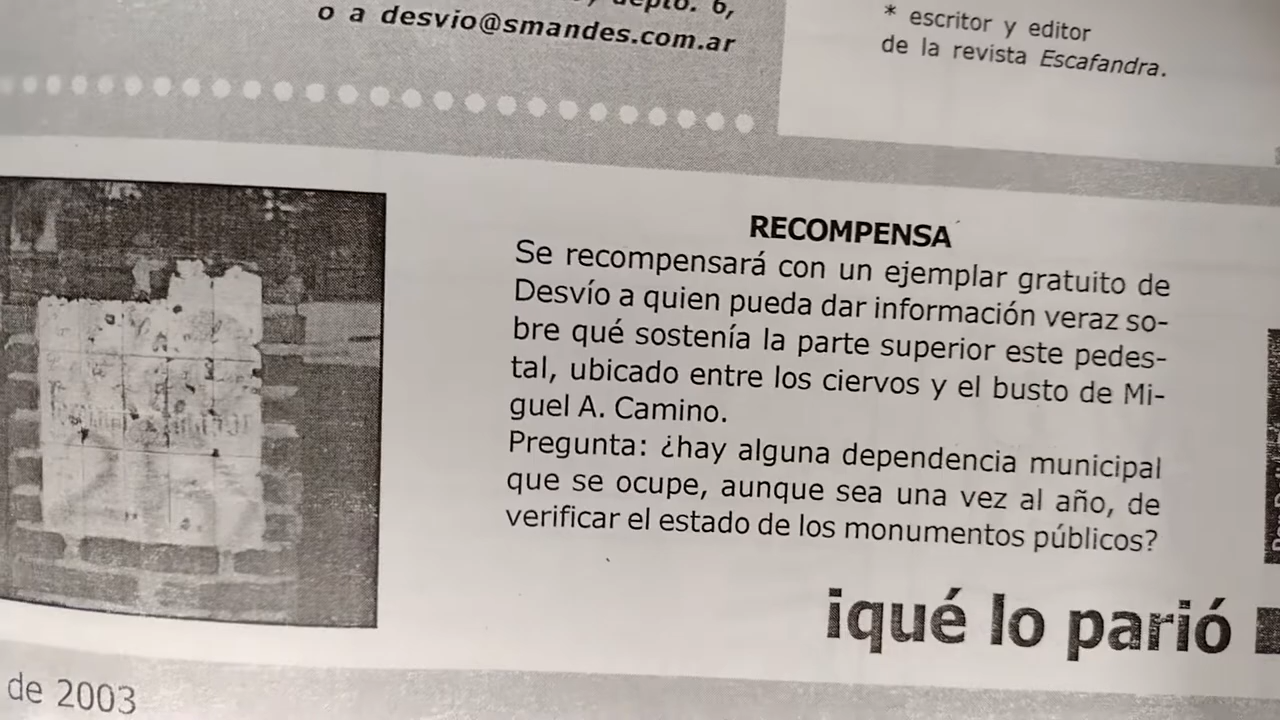 depto. 6,
o a desvio@smandes.com.ar
* escritor y editor
de la revista Escafandra.
RECOMPENSA
Se recompensará con un ejemplar gratuito de
Desvío a quien pueda dar información veraz so-
bre qué sostenía la parte superior este pedes-
tal, ubicado entre los ciervos y el busto de Mi-
guel A. Camino.
Pregunta: ¿hay alguna dependencia municipal
que se ocupe, aunque sea una vez al año, de
verificar el estado de los monumentos públicos?
¡qué lo parió
de 2003